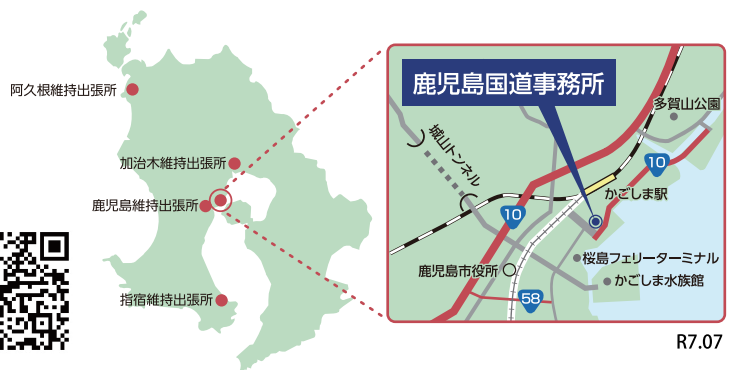 阿久根維持出張所
加治木維持出張所
鹿児島維持出張所
指宿維持出張所
鹿児島国道事務所
多賀山公園
城山トンネル
10
かごしま駅
10
桜島フェリーターミナル
鹿児島市役所
かごしま水族館
58
R7.07